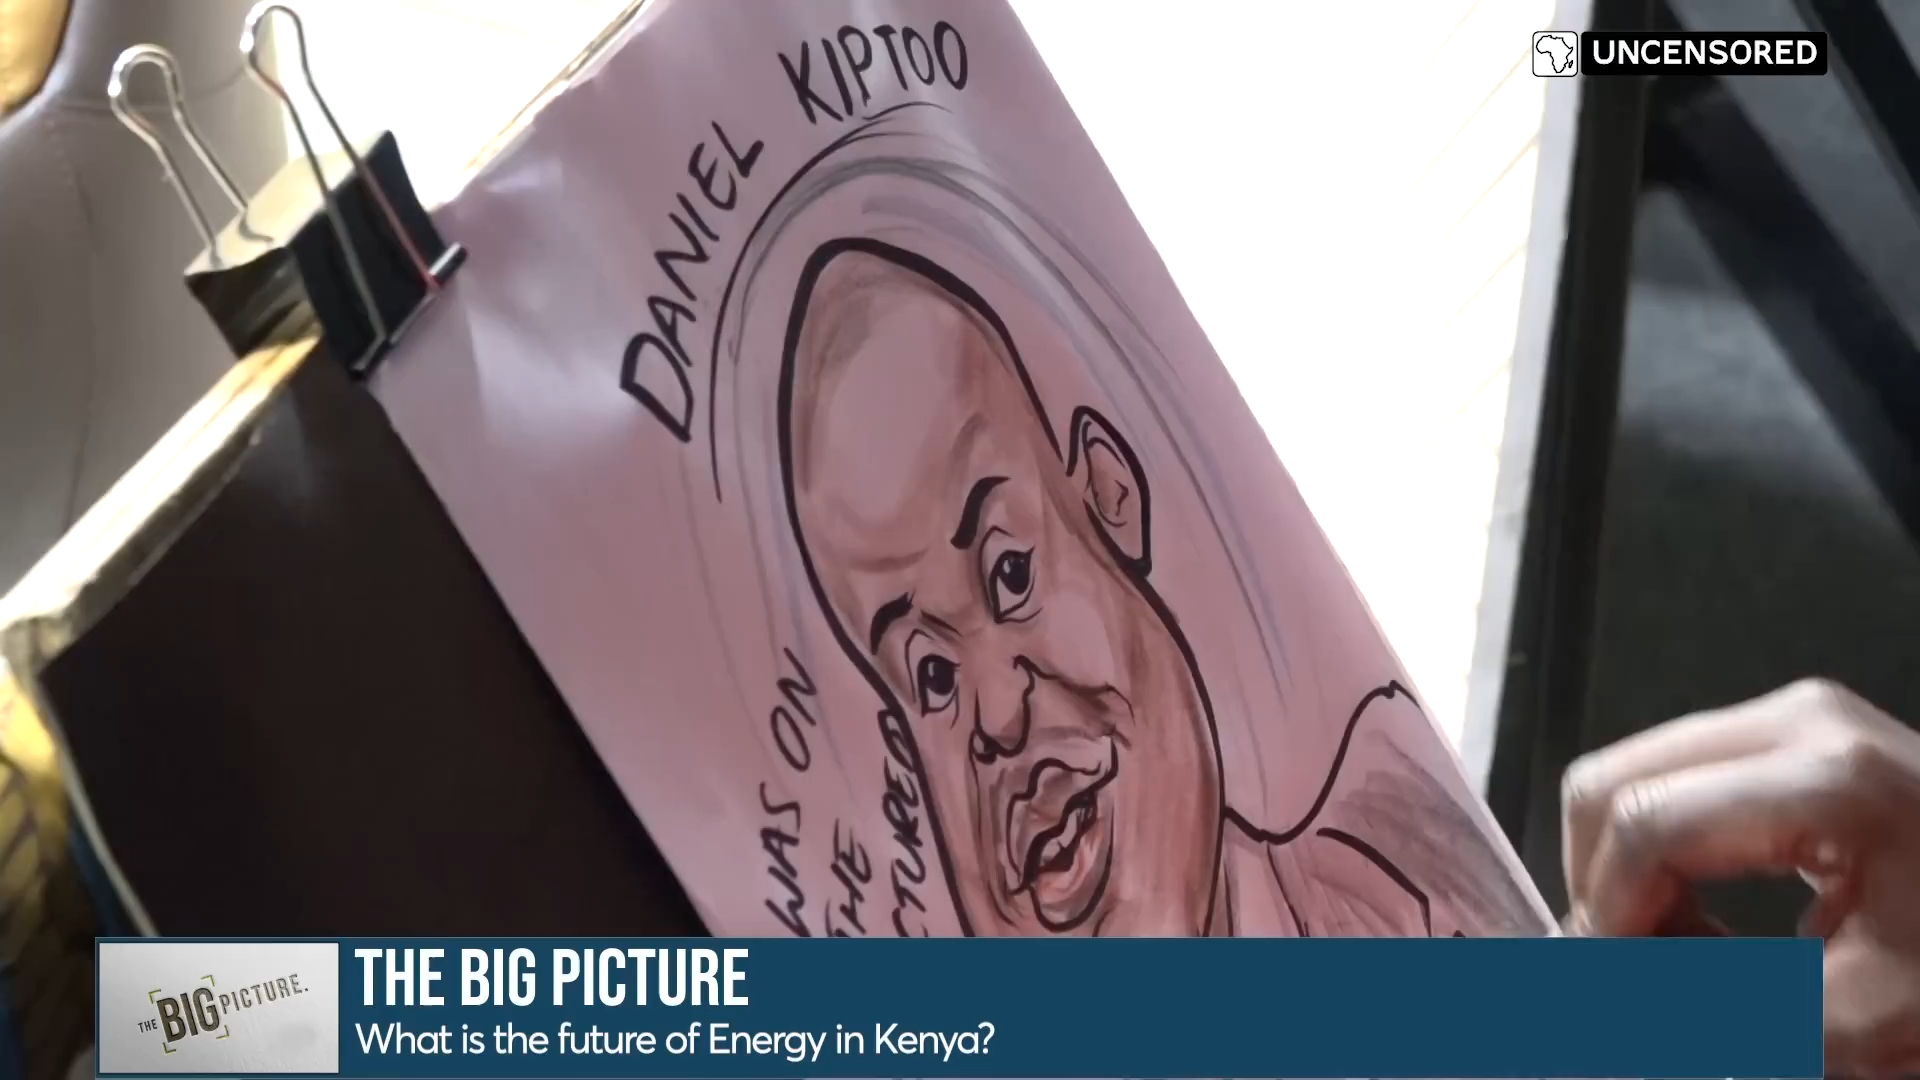 UNCENSORED
DANIEL KIPTOO
WAS ON
THE BIG PICTURE.
THE BIG PICTURE
What is the future of Energy in Kenya?